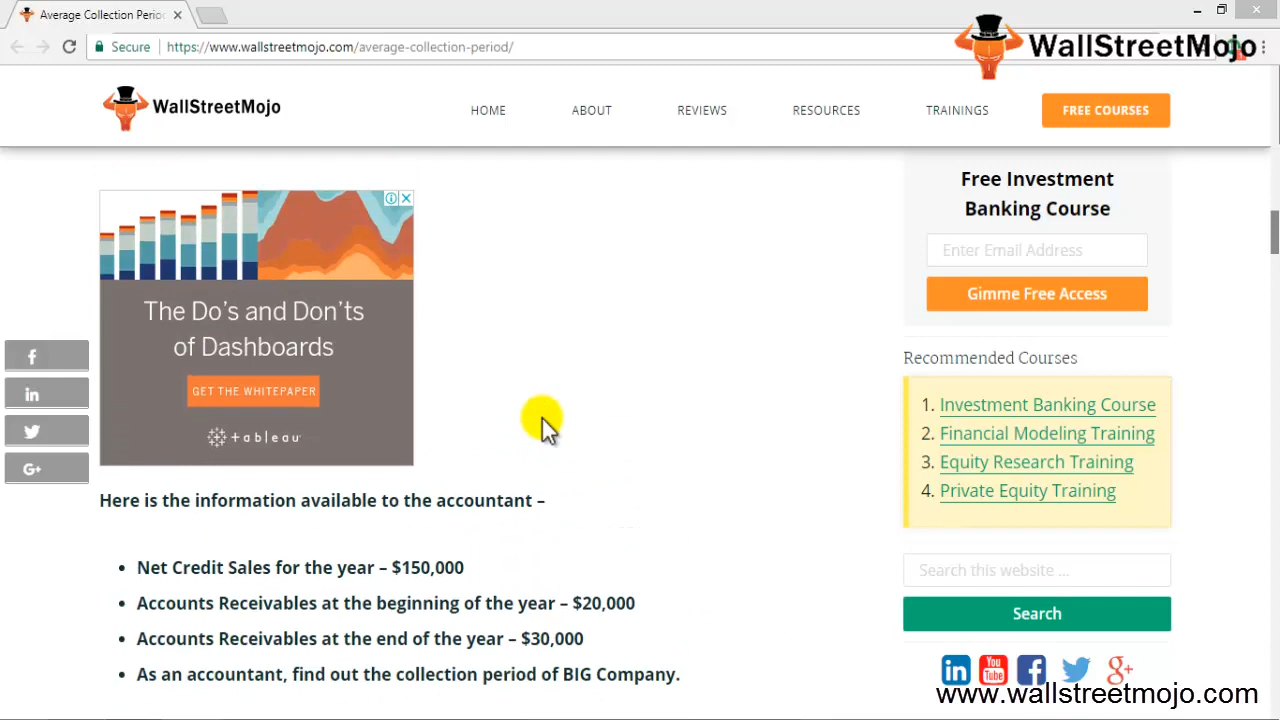 Average Collection Perio
Secure
https://www.wallstreetmojo.com/average-collection-period/
WallStreetMojo
WallStreetMojo
HOME
ABOUT
REVIEWS
RESOURCES
TRAININGS
FREE COURSES
The Do's and Don'ts
of Dashboards
GET THE WHITEPAPER
+ a b l e a u
Here is the information available to the accountant –
• Net Credit Sales for the year – $150,000
• Accounts Receivables at the beginning of the year – $20,000
• Accounts Receivables at the end of the year – $30,000
• As an accountant, find out the collection period of BIG Company.
Free Investment
Banking Course
Enter Email Address
Gimme Free Access
Recommended Courses
1. Investment Banking Course
2. Financial Modeling Training
3. Equity Research Training
4. Private Equity Training
Search this website ...
Search
in
You
Tube
f
G+
www.wallstreetmojo.com
f
in
G+